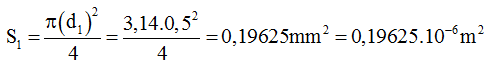 S₁ = π(d₁)²/4 = 3,14.0,5²/4 = 0,19625mm² = 0,19625.10⁻⁶m²